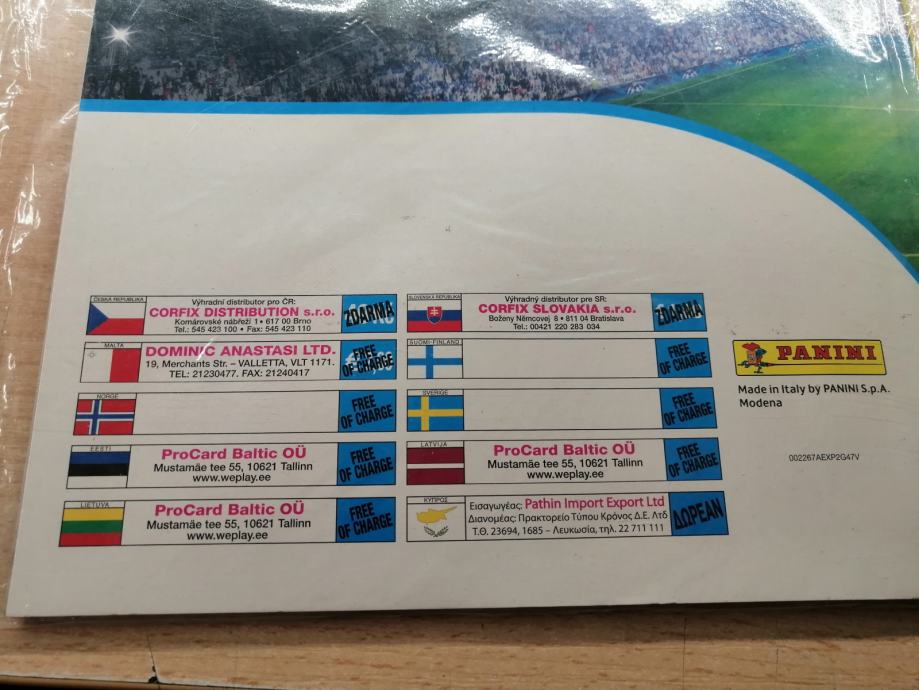 ČESKÁ REPUBLIKA
Výhradní distributor pro ČR:
CORFIX DISTRIBUTION s.r.o.
Komárovské nábřeží 1 • 617 00 Brno
Tel.: 545 423 100 • Fax: 545 423 110
ZDARMA
SLOVENSKÁ REPUBLIKA
Výhradný distributor pre SR:
CORFIX SLOVAKIA s.r.o.
Boženy Němcovej 8 • 811 04 Bratislava
Tel.: 00421 220 283 034
ZDARMA
MALTA
DOMINIC ANASTASI LTD.
19, Merchants Str. – VALLETTA, VLT 1171.
TEL: 21230477. FAX: 21240417
FREE
OF CHARGE
SUOMI-FINLAND
FREE
OF CHARGE
NORGE
FREE
OF CHARGE
SVERIGE
FREE
OF CHARGE
EESTI
ProCard Baltic OÜ
Mustamäe tee 55, 10621 Tallinn
www.weplay.ee
FREE
OF CHARGE
LATVIJA
ProCard Baltic OÜ
Mustamäe tee 55, 10621 Tallinn
www.weplay.ee
FREE
OF CHARGE
LIETUVA
ProCard Baltic OÜ
Mustamäe tee 55, 10621 Tallinn
www.weplay.ee
FREE
OF CHARGE
ΚΥΠΡΟΣ
Εισαγωγέας: Pathin Import Export Ltd
Διανομέας: Πρακτορείο Τύπου Κρόνος Δ.Ε. Λτδ
Τ.Θ. 23694, 1685 – Λευκωσία, τηλ. 22 711 111
ΔΩΡΕΑΝ
PANINI
Made in Italy by PANINI S.p.A.
Modena
002267AEXP2G47V